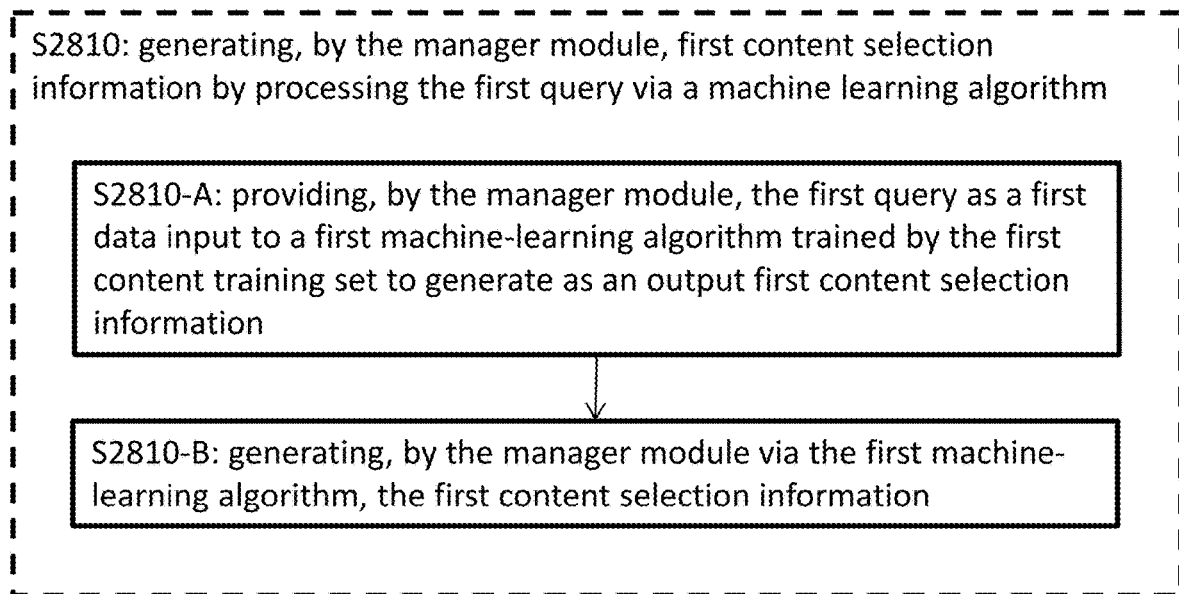 S2810: generating, by the manager module, first content selection
information by processing the first query via a machine learning algorithm
S2810-A: providing, by the manager module, the first query as a first
data input to a first machine-learning algorithm trained by the first
content training set to generate as an output first content selection
information
S2810-B: generating, by the manager module via the first machine-
learning algorithm, the first content selection information